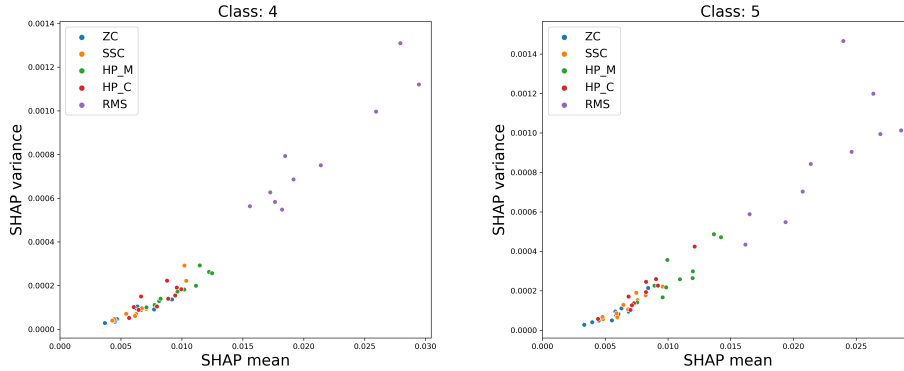 Class: 4
SHAP variance
0.0014
0.0012
0.0010
0.0008
0.0006
0.0004
0.0002
0.0000
ZC
SSC
HP_M
HP_C
RMS
0.000 0.005 0.010 0.015 0.020 0.025 0.030
SHAP mean
Class: 5
SHAP variance
0.0014
0.0012
0.0010
0.0008
0.0006
0.0004
0.0002
0.0000
ZC
SSC
HP_M
HP_C
RMS
0.000 0.005 0.010 0.015 0.020 0.025
SHAP mean